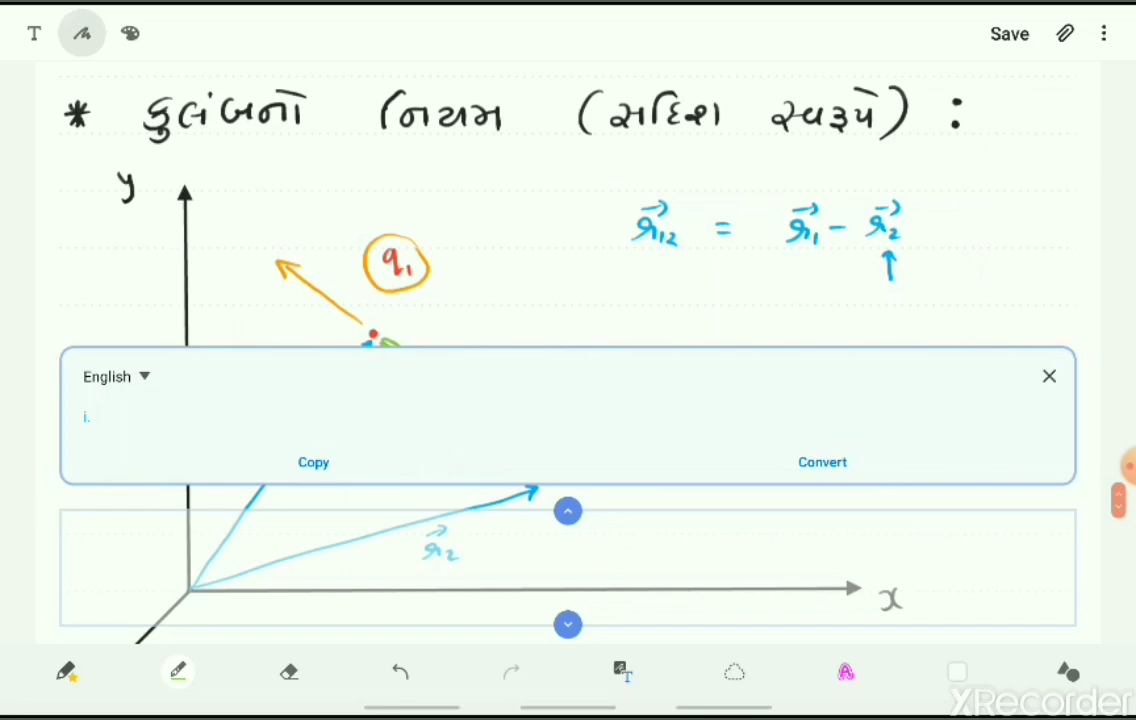 T Save
* કુલંબનો નિયમ (સદિશ સ્વરૂપે) :
y
r⃗₁₂ = r⃗₁ - r⃗₂
q₁
English
i.
Copy Convert
r⃗₂
x
T A
XRecorder